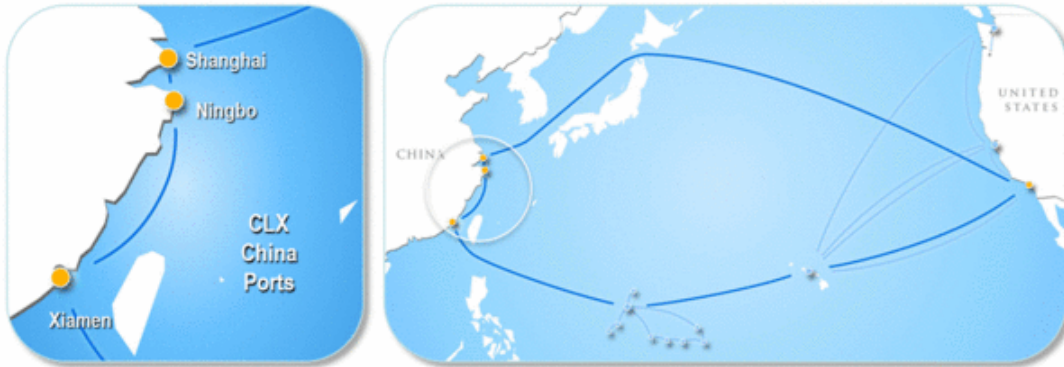 Shanghai
Ningbo
CLX
China
Ports
Xiamen
CHINA
UNITED
STATES